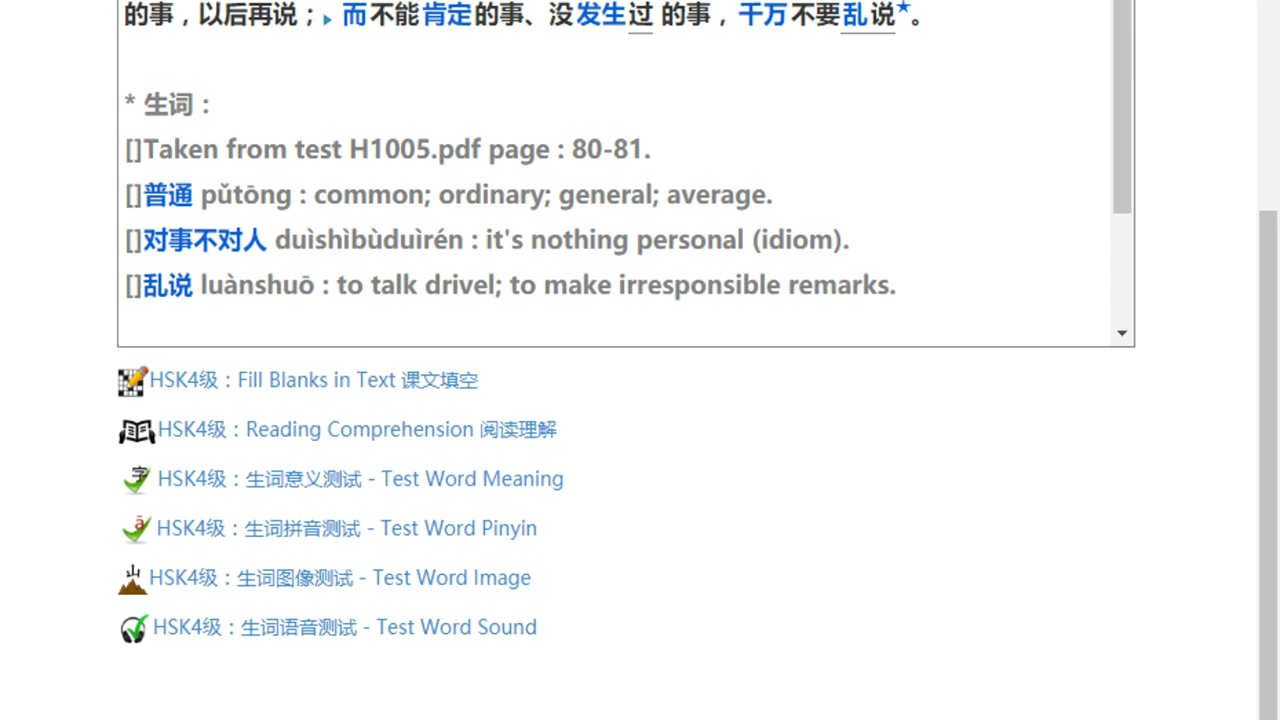 的事，以后再说；▸ 而不能肯定的事、没发生过 的事，千万不要乱说★。
* 生词：
[]Taken from test H1005.pdf page : 80-81.
[]普通 pǔtōng : common; ordinary; general; average.
[]对事不对人 duìshìbùduìrén : it's nothing personal (idiom).
[]乱说 luànshuō : to talk drivel; to make irresponsible remarks.
HSK4级：Fill Blanks in Text 课文填空
HSK4级：Reading Comprehension 阅读理解
字 HSK4级：生词意义测试 - Test Word Meaning
ā HSK4级：生词拼音测试 - Test Word Pinyin
山 HSK4级：生词图像测试 - Test Word Image
HSK4级：生词语音测试 - Test Word Sound